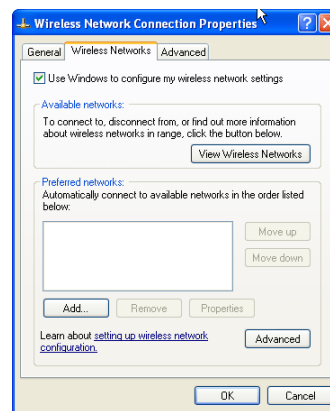 Wireless Network Connection Properties
General
Wireless Networks
Advanced
Use Windows to configure my wireless network settings
Available networks:
To connect to, disconnect from, or find out more information
about wireless networks in range, click the button below.
View Wireless Networks
Preferred networks:
Automatically connect to available networks in the order listed
below:
Move up
Move down
Add...
Remove
Properties
Learn about setting up wireless network
configuration.
Advanced
OK
Cancel